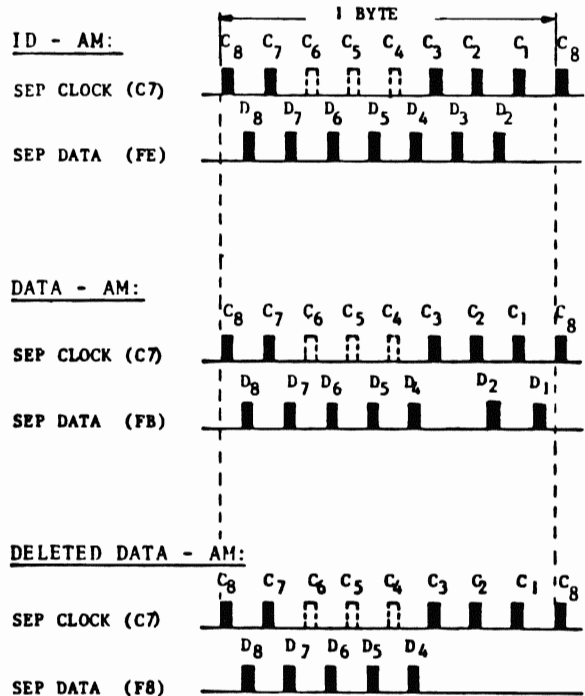 1 BYTE
ID - AM: C8 C7 C6 C5 C4 C3 C2 C1 C8
SEP CLOCK (C7)
D8 D7 D6 D5 D4 D3 D2
SEP DATA (FE)
DATA - AM:
C8 C7 C6 C5 C4 C3 C2 C1 C8
SEP CLOCK (C7)
D8 D7 D6 D5 D4 D2 D1
SEP DATA (FB)
DELETED DATA - AM:
C8 C7 C6 C5 C4 C3 C2 C1 C8
SEP CLOCK (C7)
D8 D7 D6 D5 D4
SEP DATA (F8)